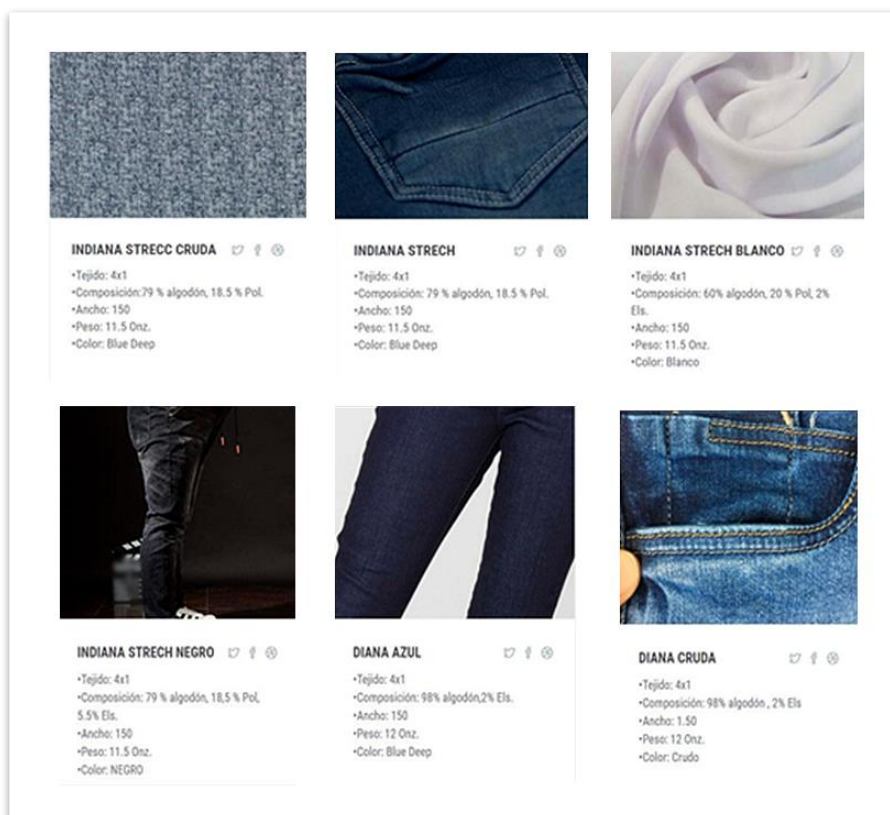 INDIANA STRECC CRUDA
•Tejido: 4x1
•Composición:79 % algodón, 18.5 % Pol.
•Ancho: 150
•Peso: 11.5 Onz.
•Color: Blue Deep
INDIANA STRECH
•Tejido: 4x1
•Composición: 79 % algodón, 18.5 % Pol.
•Ancho: 150
•Peso: 11.5 Onz.
•Color: Blue Deep
INDIANA STRECH BLANCO
•Tejido: 4x1
•Composición: 60% algodón, 20 % Pol, 2%
Els.
•Ancho: 150
•Peso: 11.5 Onz.
•Color: Blanco
INDIANA STRECH NEGRO
•Tejido: 4x1
•Composición: 79 % algodón, 18,5 % Pol,
5.5% Els.
•Ancho: 150
•Peso: 11.5 Onz.
•Color: NEGRO
DIANA AZUL
•Tejido: 4x1
•Composición: 98% algodón,2% Els.
•Ancho: 150
•Peso: 12 Onz.
•Color: Blue Deep
DIANA CRUDA
•Tejido: 4x1
•Composición: 98% algodón , 2% Els
•Ancho: 1.50
•Peso: 12 Onz.
•Color: Crudo